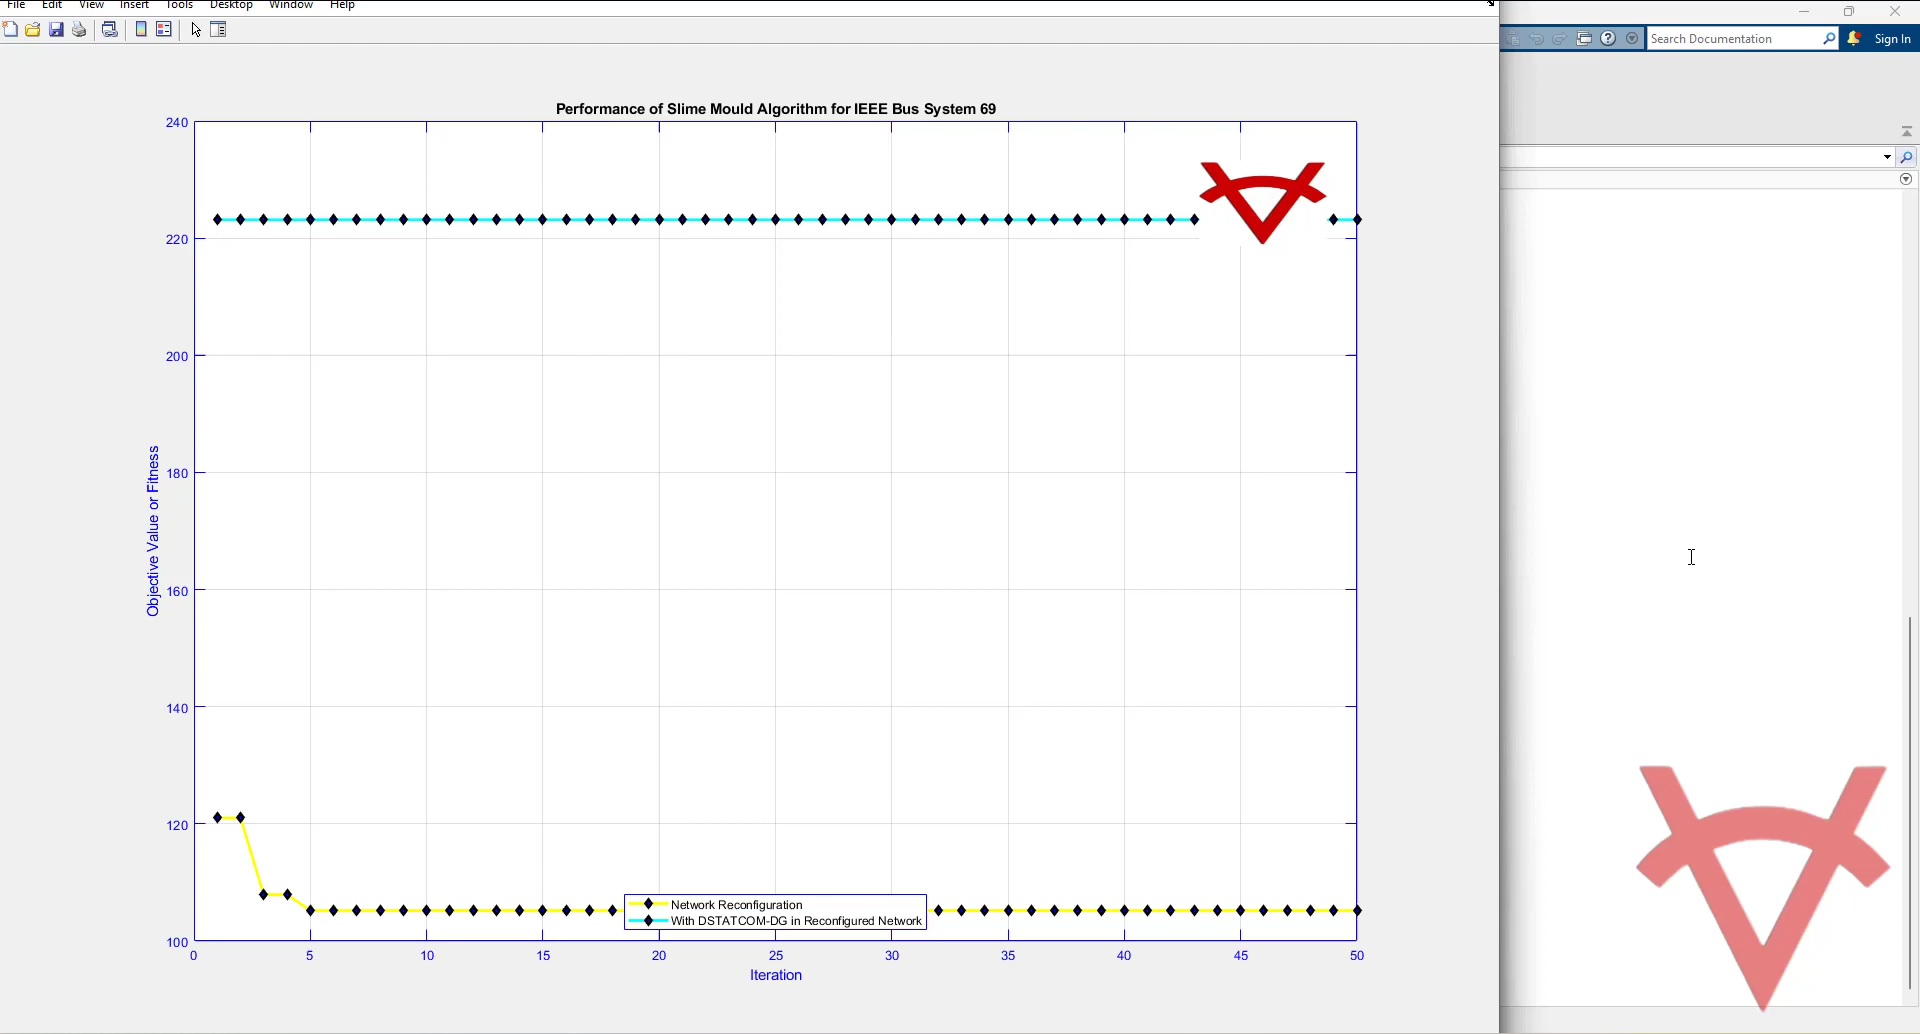 File Edit View Insert Tools Desktop Window Help
Search Documentation
Sign In
Performance of Slime Mould Algorithm for IEEE Bus System 69
240
220
200
180
160
140
120
100
Objective Value or Fitness
Network Reconfiguration
With DSTATCOM-DG in Reconfigured Network
0 5 10 15 20 25 30 35 40 45 50
Iteration